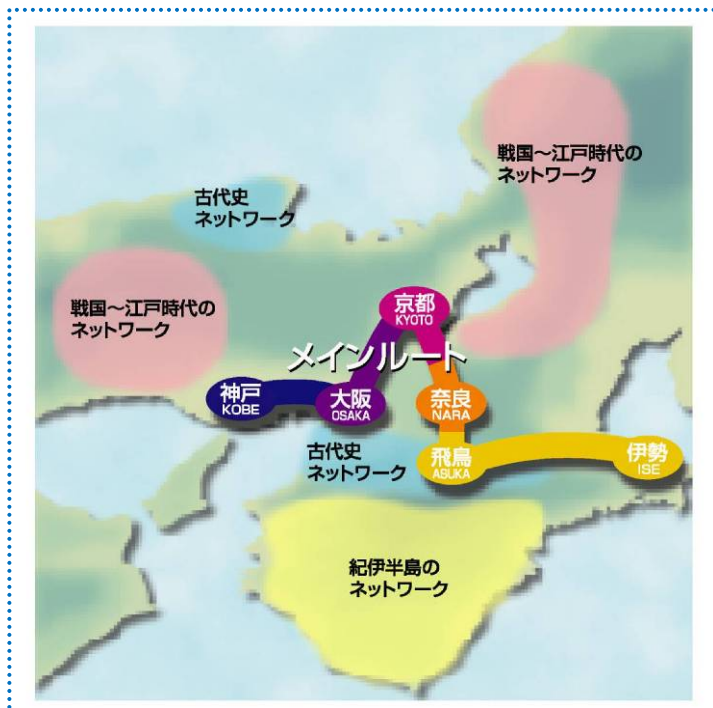 戦国～江戸時代の
ネットワーク
古代史
ネットワーク
戦国～江戸時代の
ネットワーク
京都
KYOTO
メインルート
神戸
KOBE
大阪
OSAKA
奈良
NARA
古代史
ネットワーク
飛鳥
ASUKA
伊勢
ISE
紀伊半島の
ネットワーク